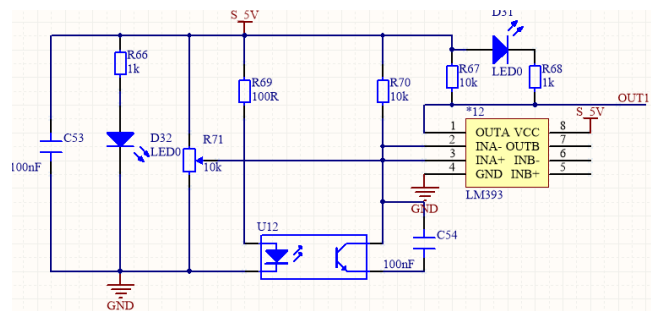 S_5V
D31
R66
1k
R69
100R
R70
10k
R67
10k
LED0
R68
1k
OUT1
*12
S_5V
C53
100nF
D32
LED0
R71
10k
1 OUTA VCC 8
2 INA- OUTB 7
3 INA+ INB- 6
4 GND INB+ 5
LM393
GND
U12
C54
100nF
GND